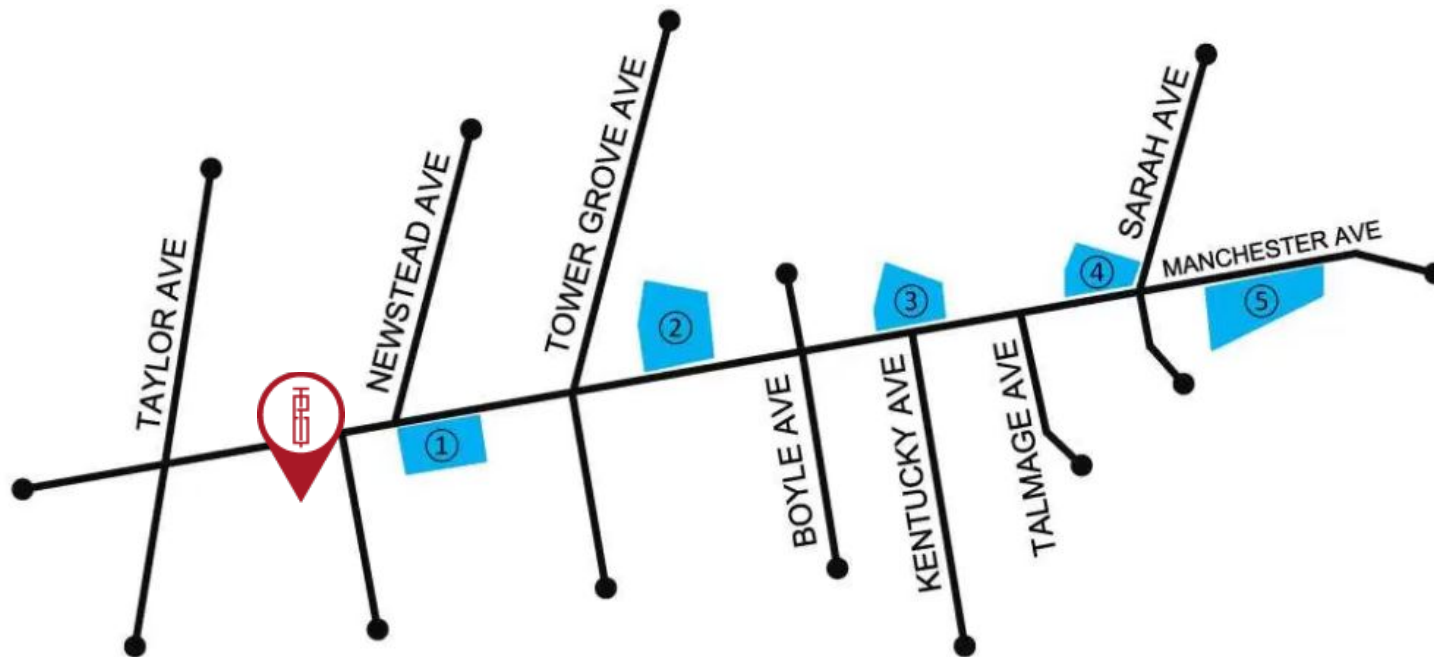 TAYLOR AVE
NEWSTEAD AVE
TOWER GROVE AVE
SARAH AVE
MANCHESTER AVE
BOYLE AVE
KENTUCKY AVE
TALMAGE AVE
①
②
③
④
⑤